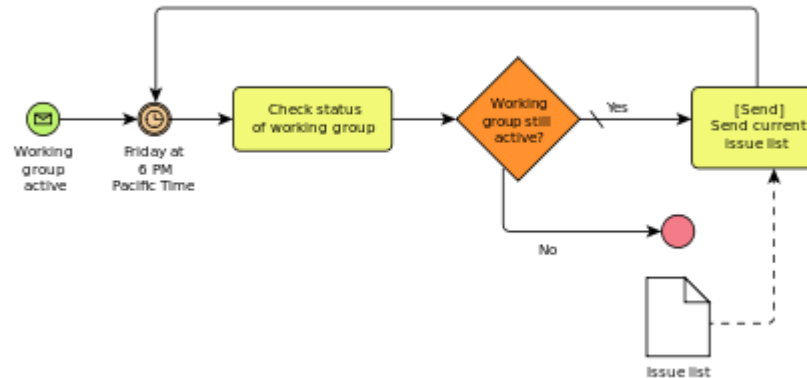 Working
group
active
Friday at
6 PM
Pacific Time
Check status
of working group
Working
group still
active?
Yes
No
[Send]
Send current
issue list
Issue list